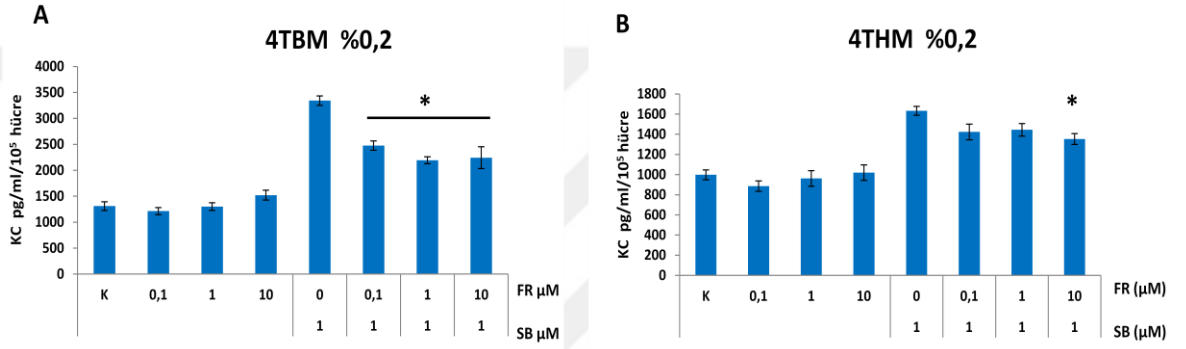 A
4TBM %0,2
KC pg/ml/10⁵ hücre
4000
3500
3000
2500
2000
1500
1000
500
0
*
K 0,1 1 10 0 0,1 1 10 FR µM
1 1 1 1 SB µM
B
4THM %0,2
KC pg/ml/10⁵ hücre
1800
1600
1400
1200
1000
800
600
400
200
0
*
K 0,1 1 10 0 0,1 1 10 FR (µM)
1 1 1 1 SB (µM)